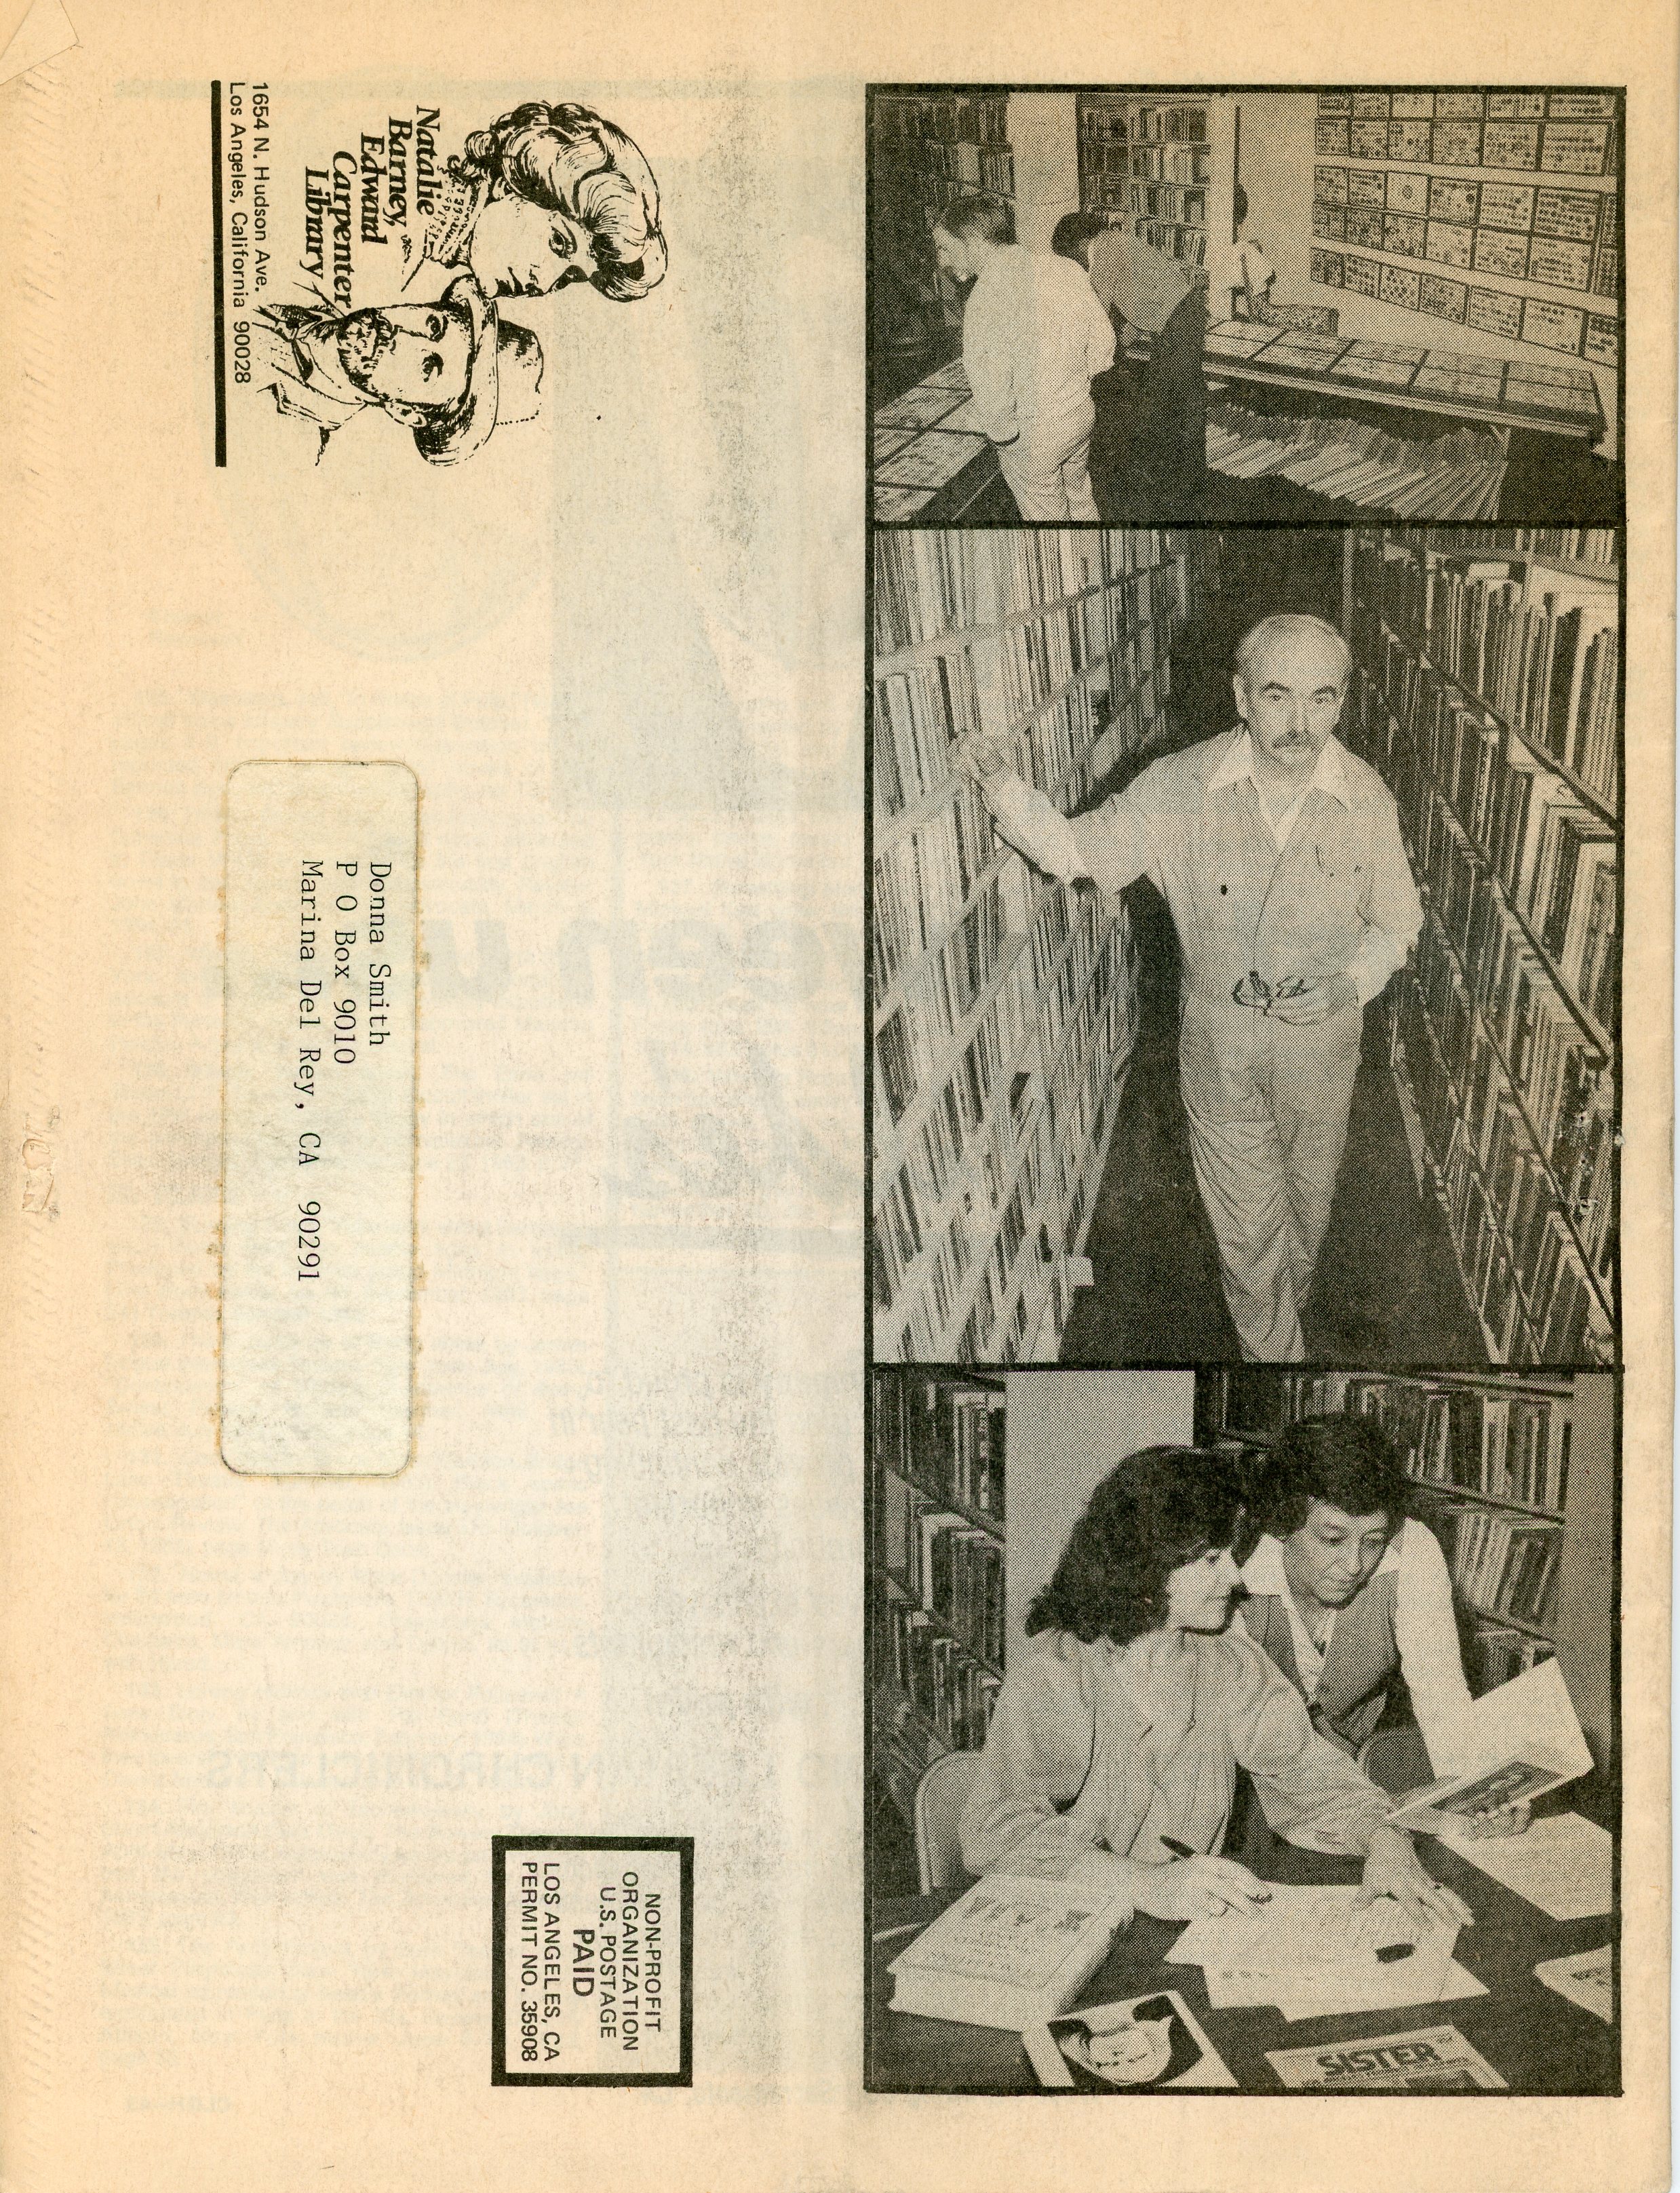 Natalie
Barney,
Edward
Carpenter
Library
1654 N. Hudson Ave.
Los Angeles, California 90028
NON-PROFIT
ORGANIZATION
U.S. POSTAGE
PAID
LOS ANGELES, CA
PERMIT NO. 35908
Donna Smith
P O Box 9010
Marina Del Rey, CA 90291
SISTER